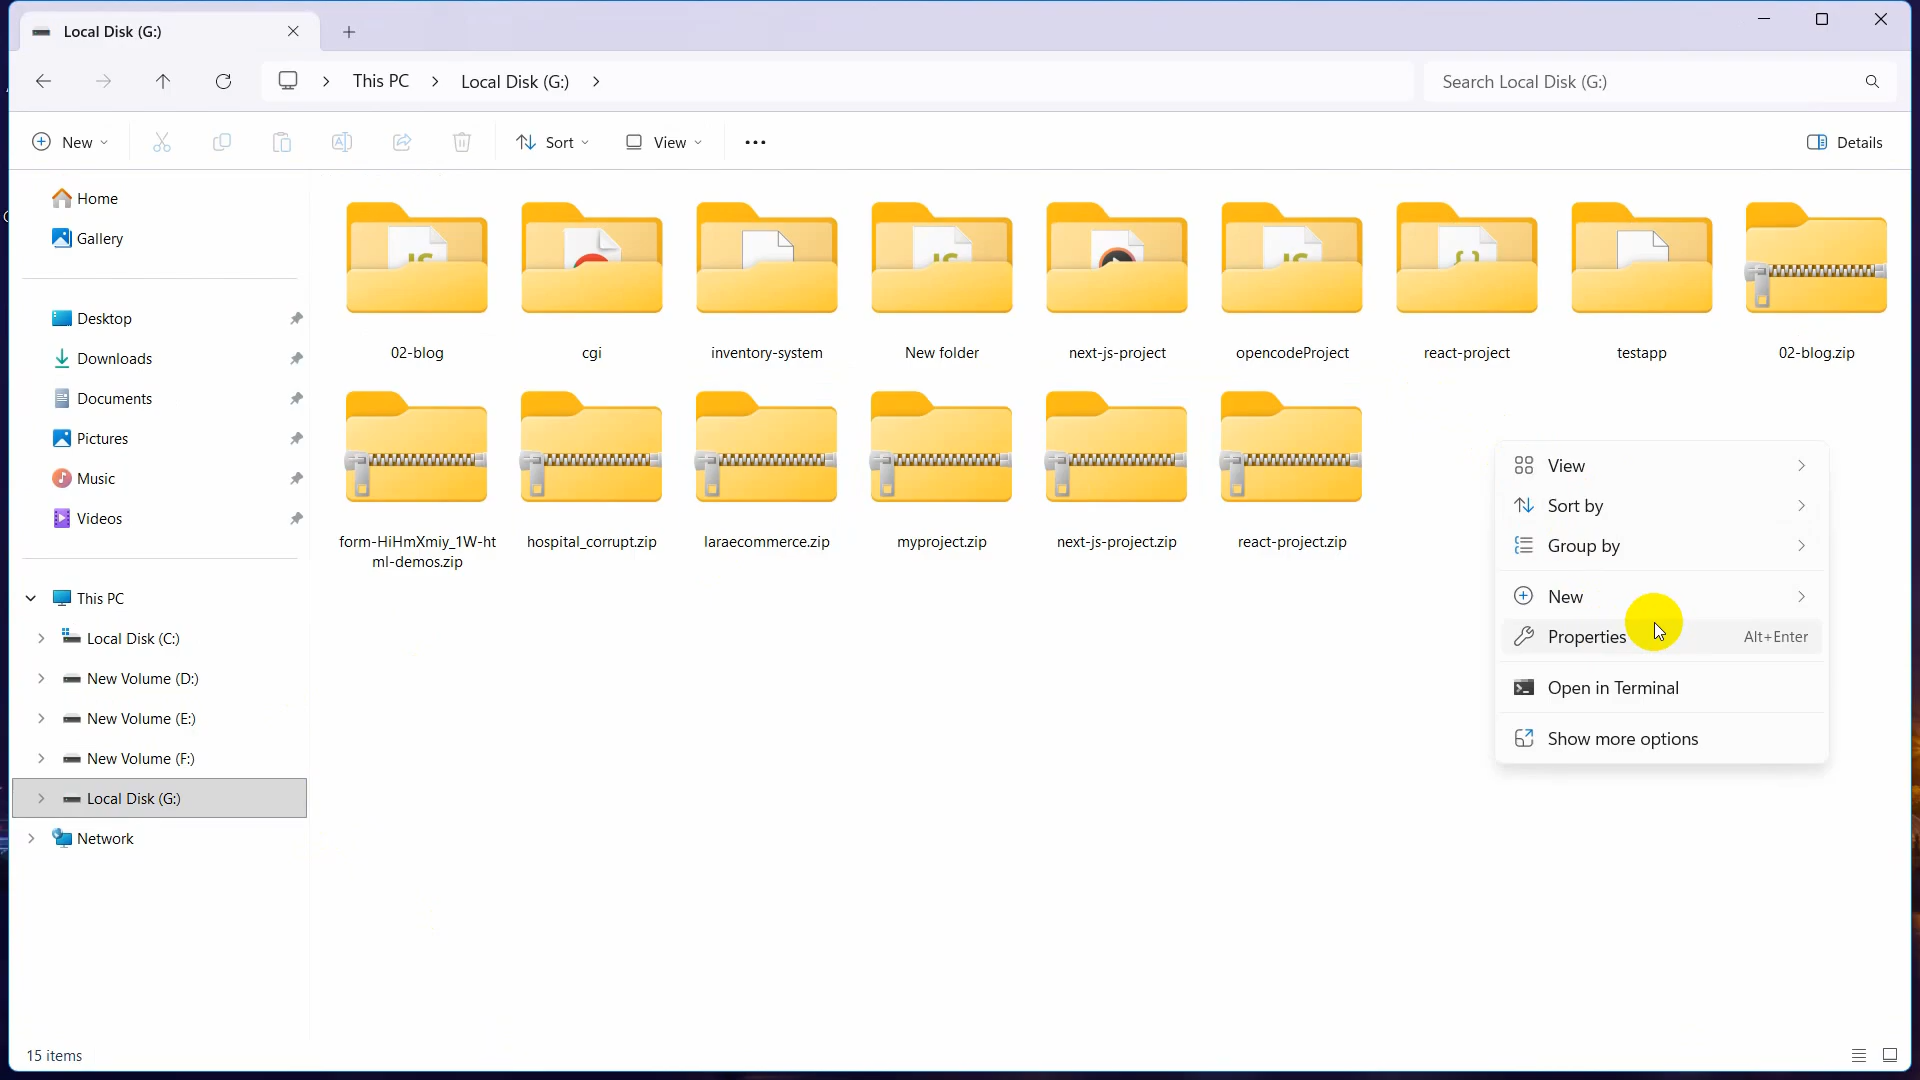 Local Disk (G:)
This PC
Local Disk (G:)
Search Local Disk (G:)
New
Sort
View
Details
Home
Gallery
Desktop
Downloads
Documents
Pictures
Music
Videos
This PC
Local Disk (C:)
New Volume (D:)
New Volume (E:)
New Volume (F:)
Local Disk (G:)
Network
02-blog
cgi
inventory-system
New folder
next-js-project
opencodeProject
react-project
testapp
02-blog.zip
form-HiHmXmiy_1W-ht
ml-demos.zip
hospital_corrupt.zip
laraecommerce.zip
myproject.zip
next-js-project.zip
react-project.zip
View
Sort by
Group by
New
Properties Alt+Enter
Open in Terminal
Show more options
15 items